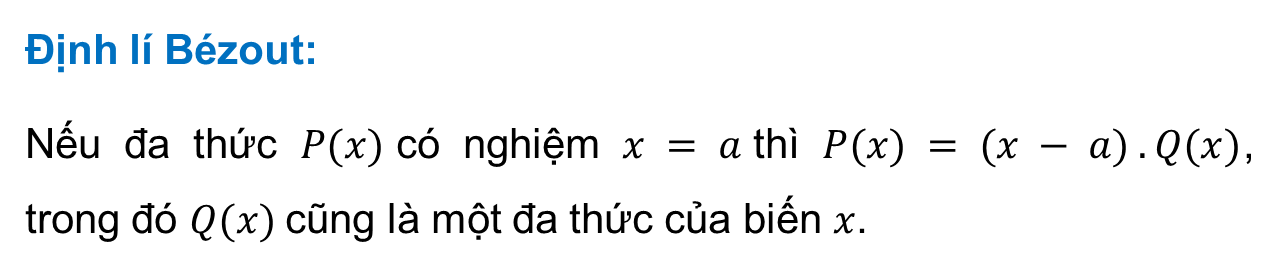 Định lí Bézout:
Nếu đa thức P(x) có nghiệm x = a thì P(x) = (x − a) . Q(x),
trong đó Q(x) cũng là một đa thức của biến x.